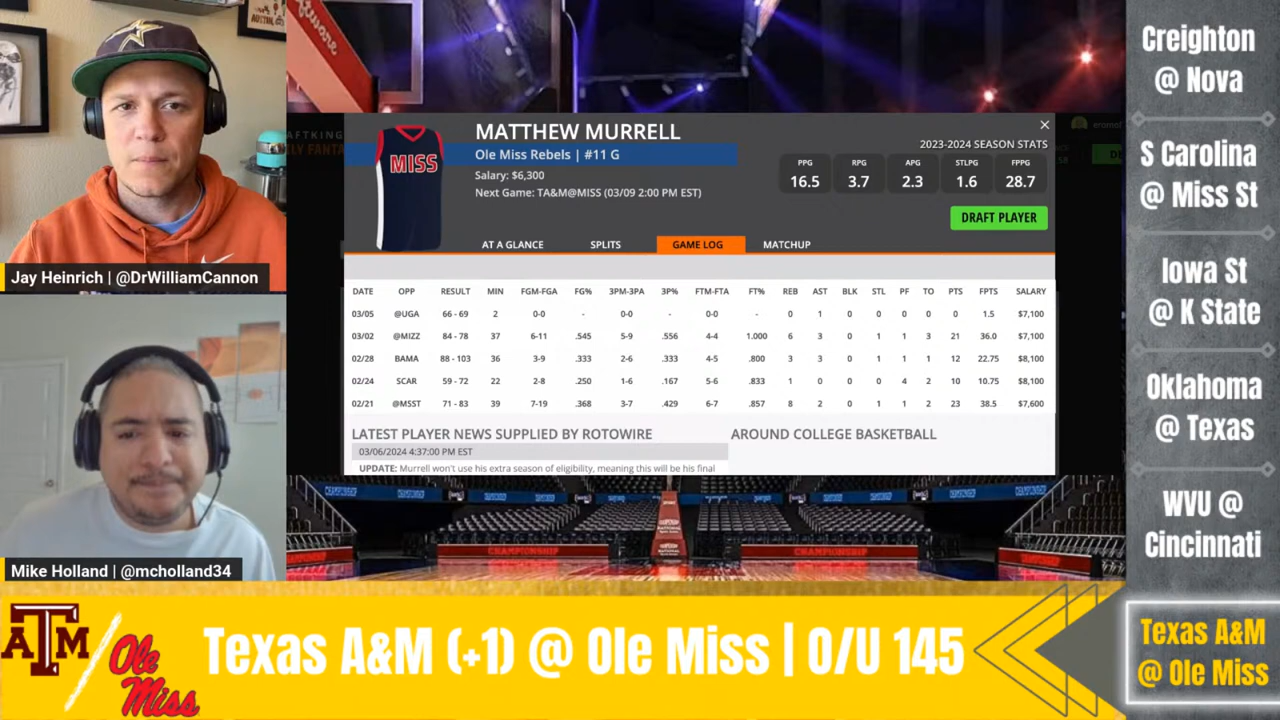 Jay Heinrich | @DrWilliamCannon
Mike Holland | @mcholland34
MISS
MATTHEW MURRELL
Ole Miss Rebels | #11 G
Salary: $6,300
Next Game: TA&M@MISS (03/09 2:00 PM EST)
2023-2024 SEASON STATS
PPG RPG APG STLPG FPPG
16.5 3.7 2.3 1.6 28.7
DRAFT PLAYER
AT A GLANCE SPLITS GAME LOG MATCHUP
DATE OPP RESULT MIN FGM-FGA FG% 3PM-3PA 3P% FTM-FTA FT% REB AST BLK STL PF TO PTS FPTS SALARY
03/05 @UGA 66 - 69 2 0-0 - 0-0 - 0-0 - 0 1 0 0 0 0 0 1.5 $7,100
03/02 @MIZZ 84 - 78 37 6-11 .545 5-9 .556 4-4 1.000 6 3 0 1 1 3 21 36.0 $7,100
02/28 BAMA 88 - 103 36 3-9 .333 2-6 .333 4-5 .800 3 3 0 1 1 1 12 22.75 $8,100
02/24 SCAR 59 - 72 22 2-8 .250 1-6 .167 5-6 .833 1 0 0 0 4 2 10 10.75 $8,100
02/21 @MSST 71 - 83 39 7-19 .368 3-7 .429 6-7 .857 8 2 0 1 1 2 23 38.5 $7,600
LATEST PLAYER NEWS SUPPLIED BY ROTOWIRE
AROUND COLLEGE BASKETBALL
03/06/2024 4:37:00 PM EST
UPDATE: Murrell won't use his extra season of eligibility, meaning this will be his final
CHAMPIONSHIP
CHAMPIONSHIP
Creighton
@ Nova
S Carolina
@ Miss St
Iowa St
@ K State
Oklahoma
@ Texas
WVU @
Cincinnati
Texas A&M
@ Ole Miss
ATM
Ole
Miss
Texas A&M (+1) @ Ole Miss | O/U 145